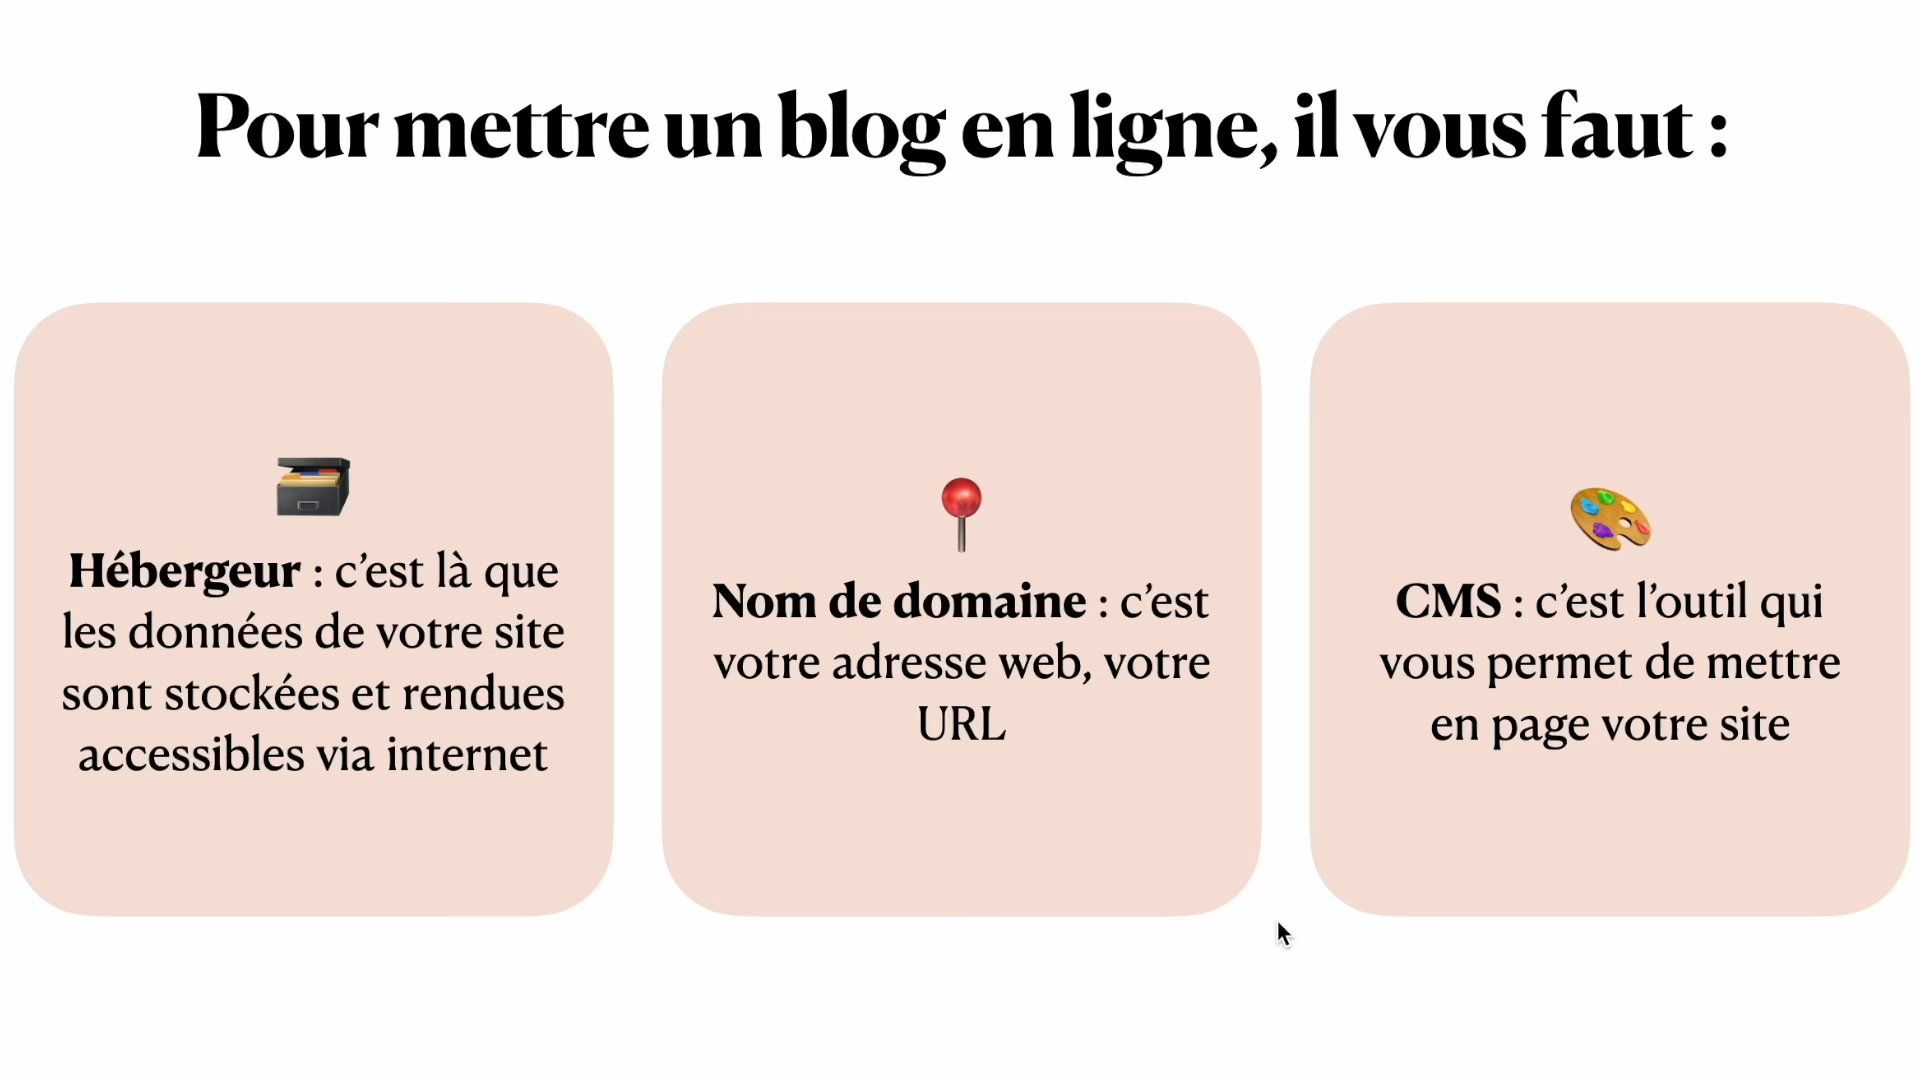 Pour mettre un blog en ligne, il vous faut :
Hébergeur : c’est là que
les données de votre site
sont stockées et rendues
accessibles via internet
Nom de domaine : c’est
votre adresse web, votre
URL
CMS : c’est l’outil qui
vous permet de mettre
en page votre site